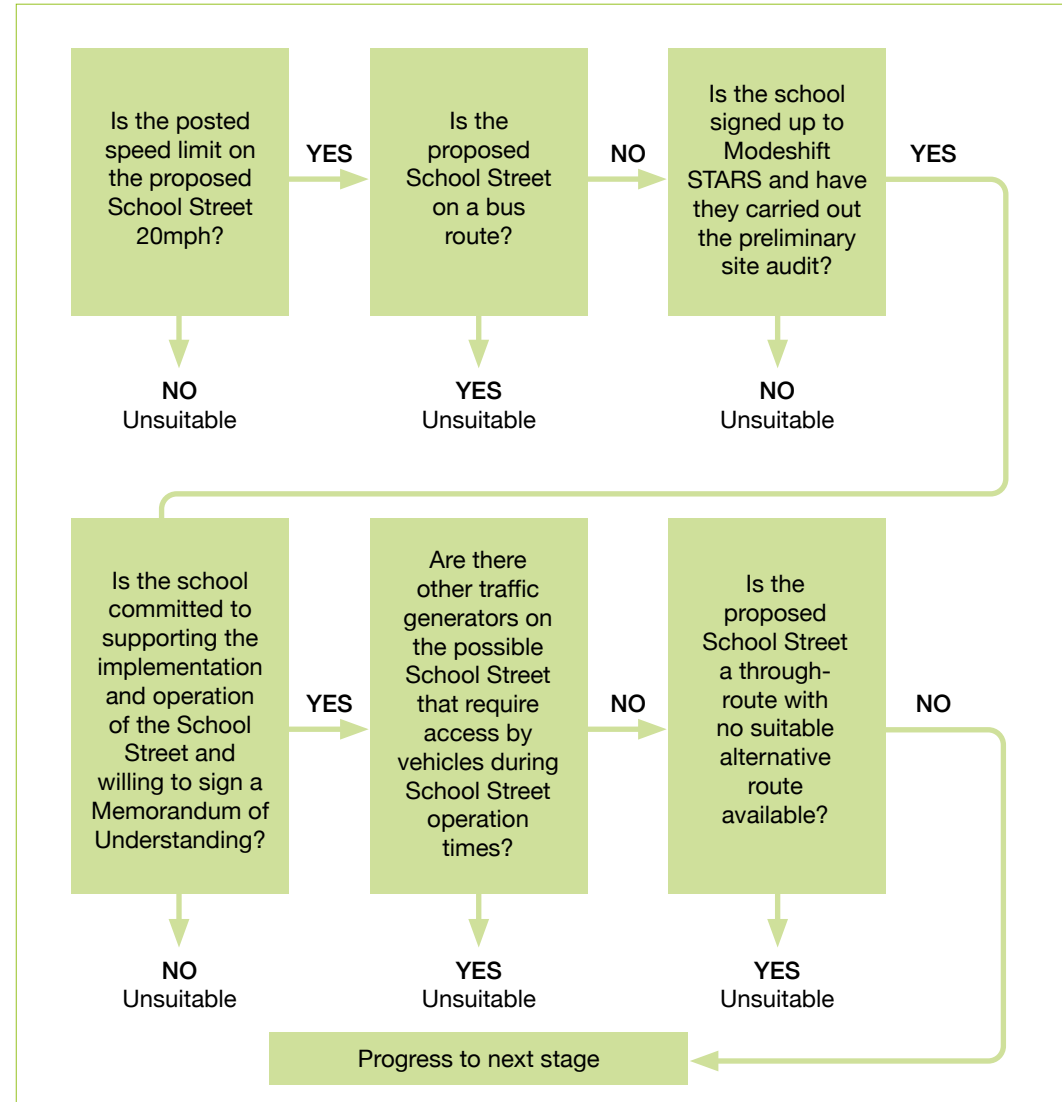 Is the posted
speed limit on
the proposed
School Street
20mph?
YES
Is the
proposed
School Street
on a bus
route?
NO
Is the school
signed up to
Modeshift
STARS and have
they carried out
the preliminary
site audit?
YES
NO
Unsuitable
YES
Unsuitable
NO
Unsuitable
Is the school
committed to
supporting the
implementation
and operation
of the School
Street and
willing to sign a
Memorandum of
Understanding?
YES
Are there
other traffic
generators on
the possible
School Street
that require
access by
vehicles during
School Street
operation
times?
NO
Is the
proposed
School Street
a through-
route with
no suitable
alternative
route
available?
NO
NO
Unsuitable
YES
Unsuitable
YES
Unsuitable
Progress to next stage